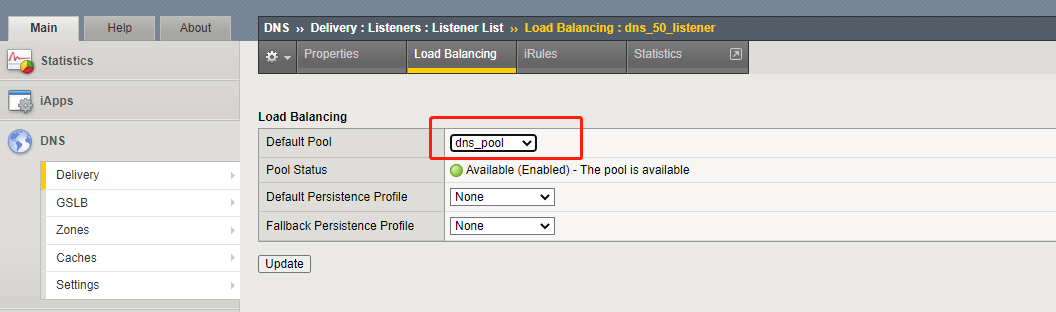 Main Help About
DNS ›› Delivery : Listeners : Listener List ›› Load Balancing : dns_50_listener
Properties Load Balancing iRules Statistics
Statistics
iApps
DNS
Delivery
GSLB
Zones
Caches
Settings
Load Balancing
Default Pool dns_pool
Pool Status Available (Enabled) - The pool is available
Default Persistence Profile None
Fallback Persistence Profile None
Update